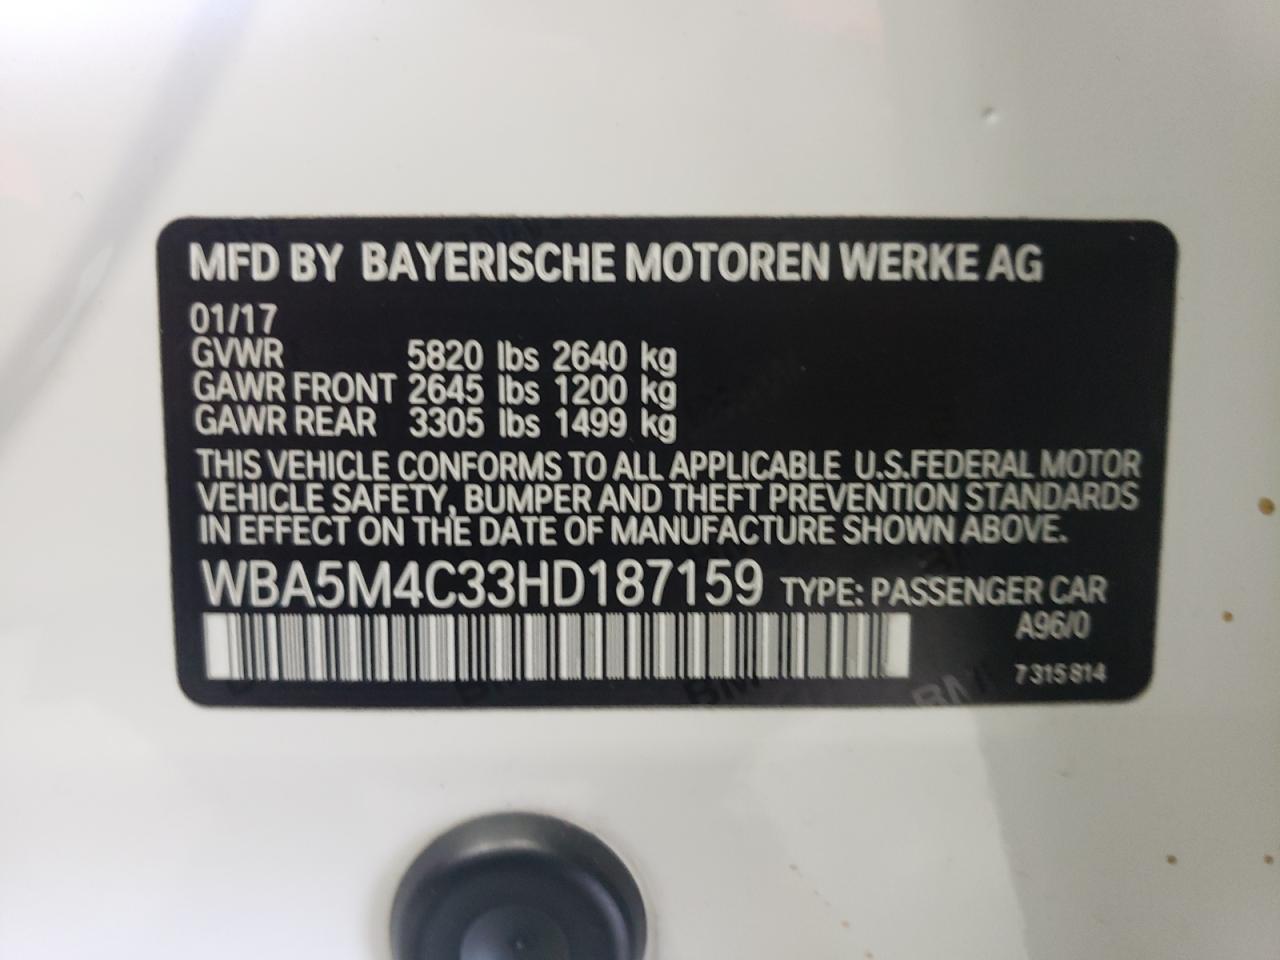 MFD BY BAYERISCHE MOTOREN WERKE AG
01/17
GVWR 5820 lbs 2640 kg
GAWR FRONT 2645 lbs 1200 kg
GAWR REAR 3305 lbs 1499 kg
THIS VEHICLE CONFORMS TO ALL APPLICABLE U.S.FEDERAL MOTOR
VEHICLE SAFETY, BUMPER AND THEFT PREVENTION STANDARDS
IN EFFECT ON THE DATE OF MANUFACTURE SHOWN ABOVE.
WBA5M4C33HD187159 TYPE: PASSENGER CAR
A96/0
7 315 814